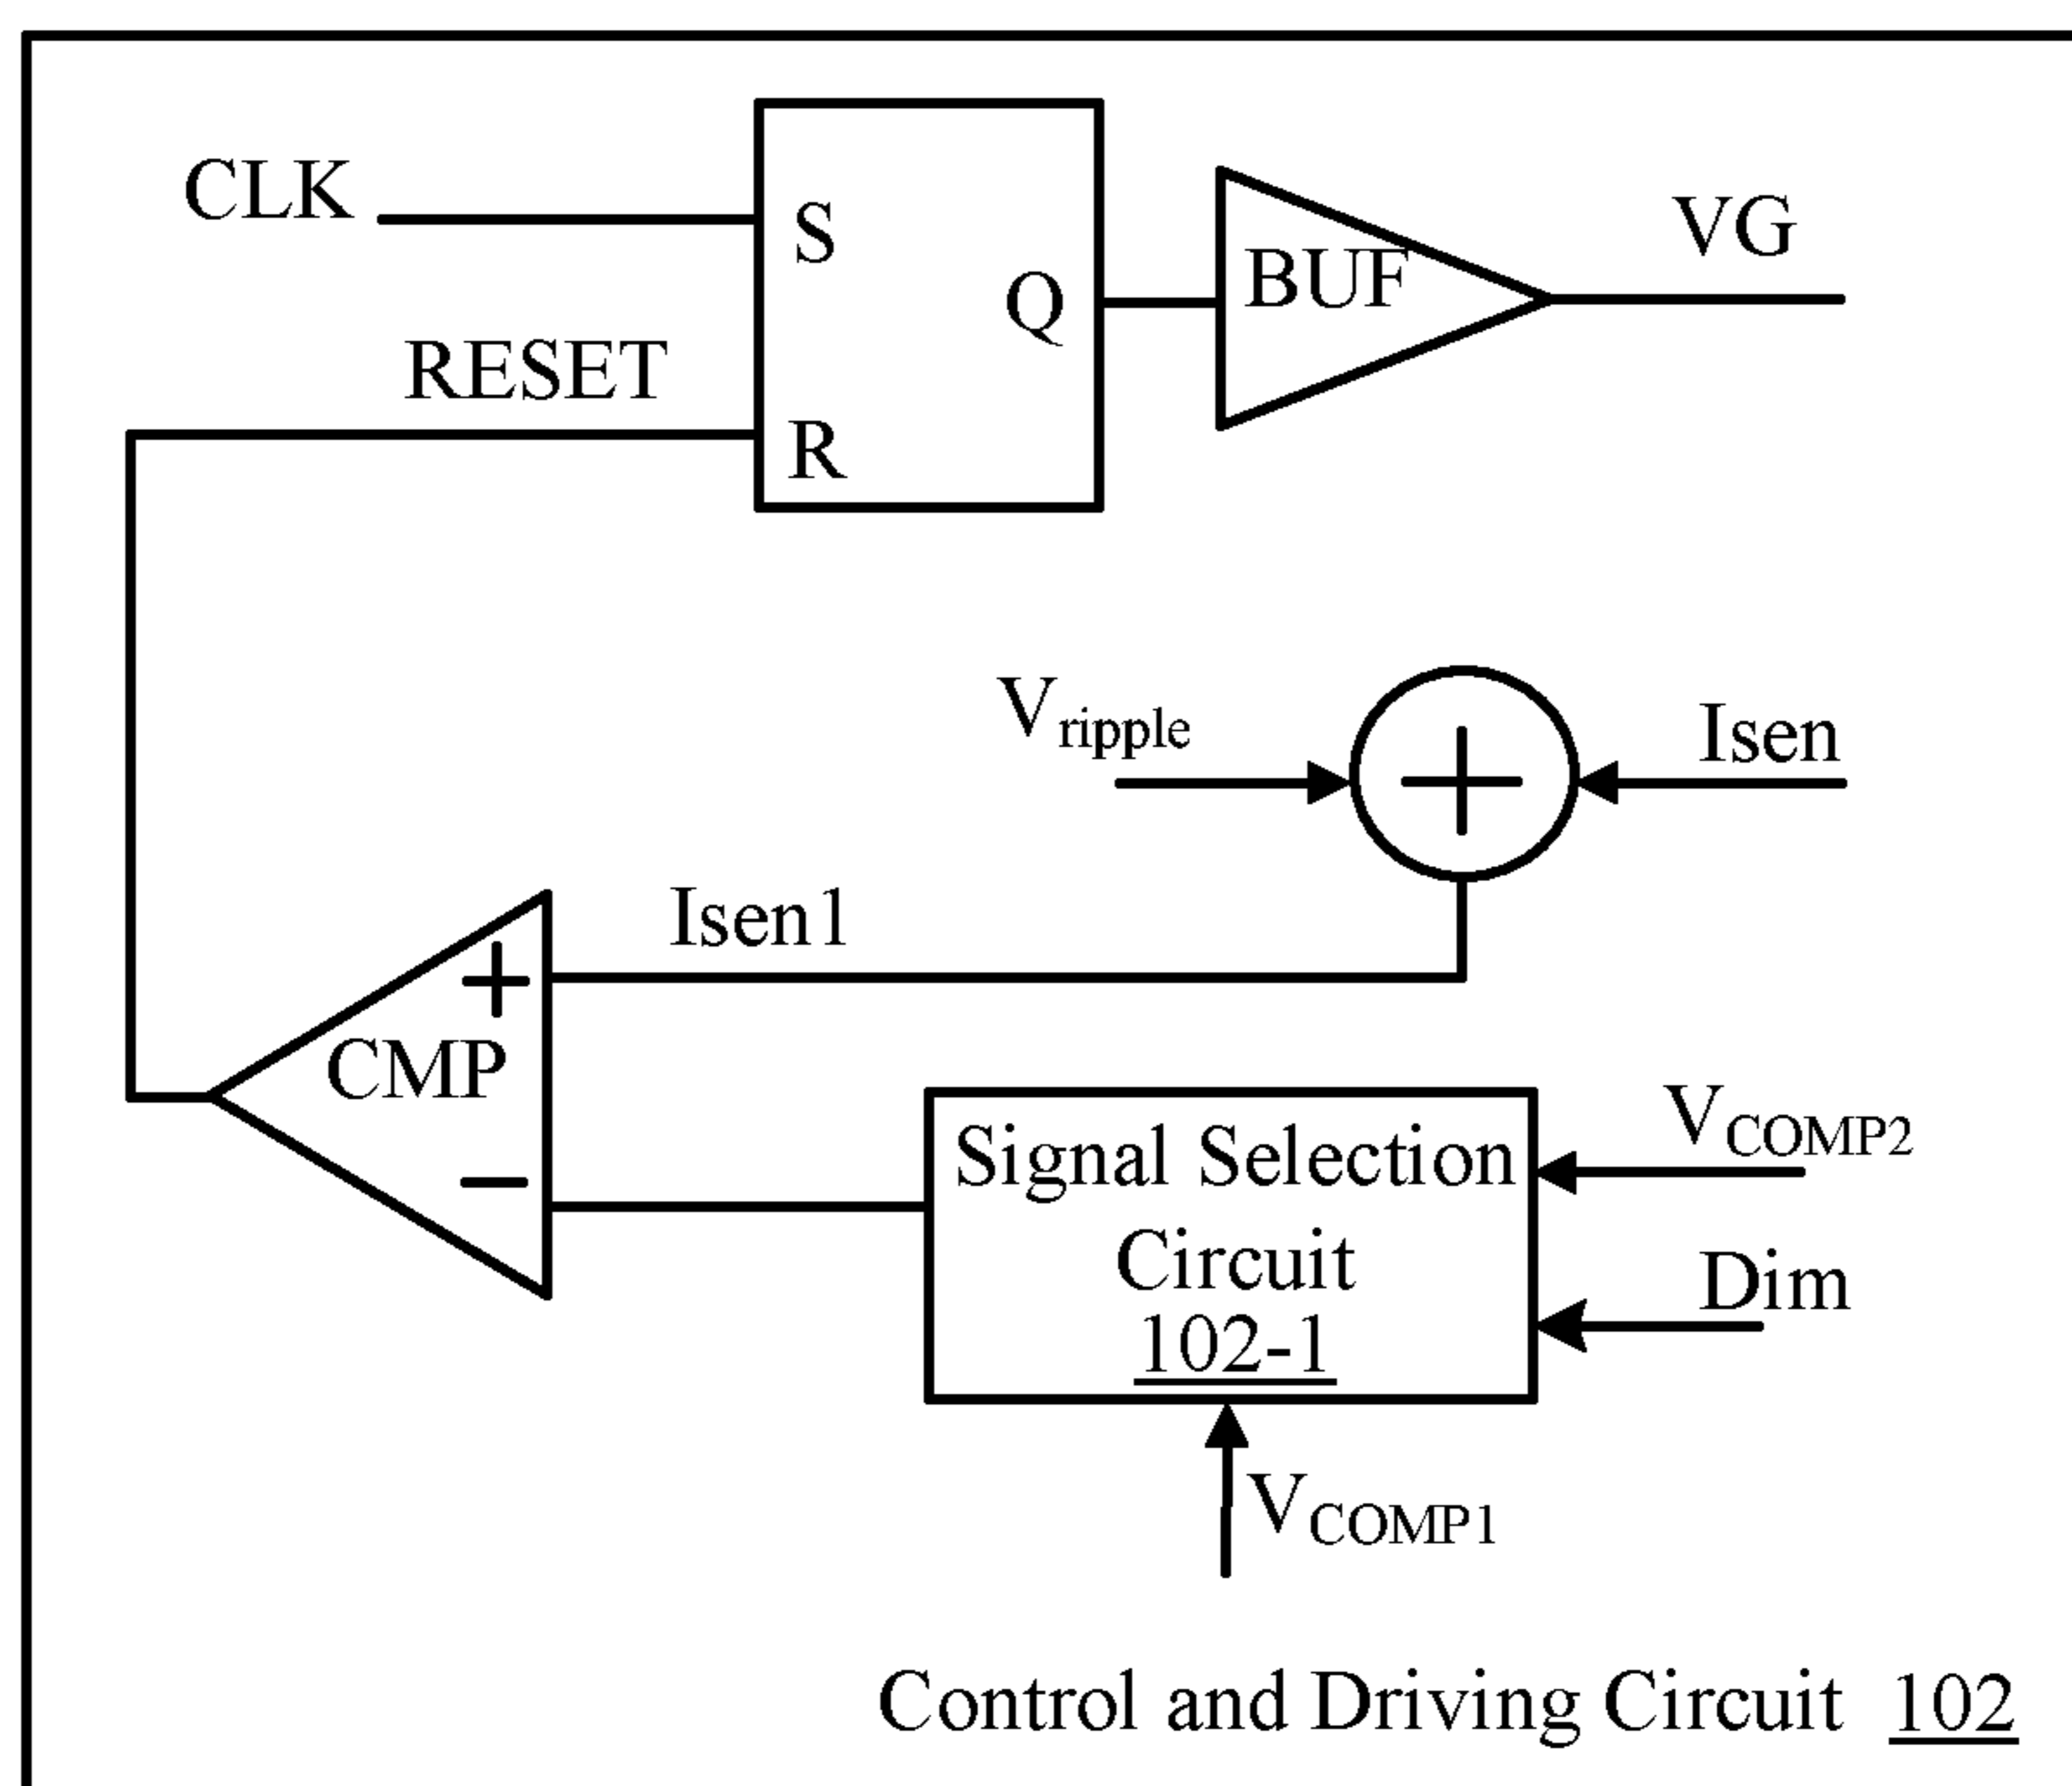 CLK
S
Q
BUF
VG
RESET
R
Vripple
+
Isen
Isen1
+
CMP
−
Signal Selection
Circuit
102-1
VCOMP2
Dim
VCOMP1
Control and Driving Circuit 102